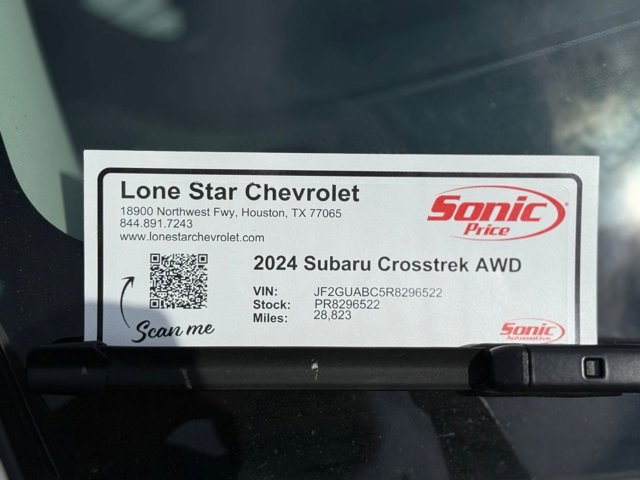 Lone Star Chevrolet
18900 Northwest Fwy, Houston, TX 77065
844.891.7243
www.lonestarchevrolet.com
Sonic
Price
2024 Subaru Crosstrek AWD
VIN: JF2GUABC5R8296522
Stock: PR8296522
Miles: 28,823
Scan me
Sonic
Automotive